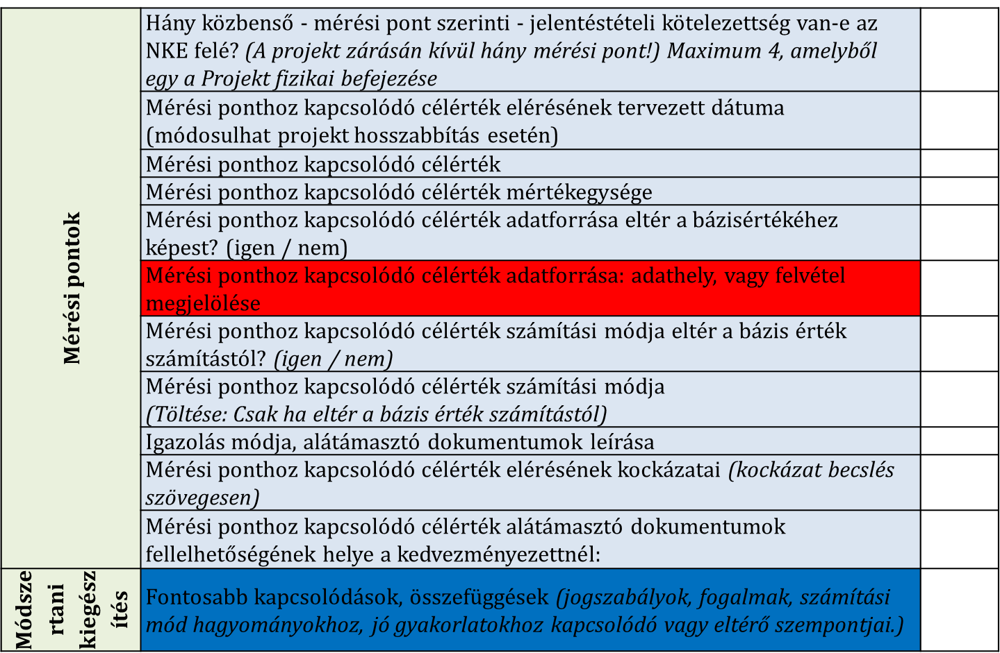 Mérési pontok
Hány közbenső - mérési pont szerinti - jelentéstételi kötelezettség van-e az
NKE felé? (A projekt zárásán kívül hány mérési pont!) Maximum 4, amelyből
egy a Projekt fizikai befejezése
Mérési ponthoz kapcsolódó célérték elérésének tervezett dátuma
(módosulhat projekt hosszabbítás esetén)
Mérési ponthoz kapcsolódó célérték
Mérési ponthoz kapcsolódó célérték mértékegysége
Mérési ponthoz kapcsolódó célérték adatforrása eltér a bázisértékéhez
képest? (igen / nem)
Mérési ponthoz kapcsolódó célérték adatforrása: adathely, vagy felvétel
megjelölése
Mérési ponthoz kapcsolódó célérték számítási módja eltér a bázis érték
számítástól? (igen / nem)
Mérési ponthoz kapcsolódó célérték számítási módja
(Töltése: Csak ha eltér a bázis érték számítástól)
Igazolás módja, alátámasztó dokumentumok leírása
Mérési ponthoz kapcsolódó célérték elérésének kockázatai (kockázat becslés
szövegesen)
Mérési ponthoz kapcsolódó célérték alátámasztó dokumentumok
fellelhetőségének helye a kedvezményezettnél:
Módsze
rtani
kiegész
ítés
Fontosabb kapcsolódások, összefüggések (jogszabályok, fogalmak, számítási
mód hagyományokhoz, jó gyakorlatokhoz kapcsolódó vagy eltérő szempontjai.)